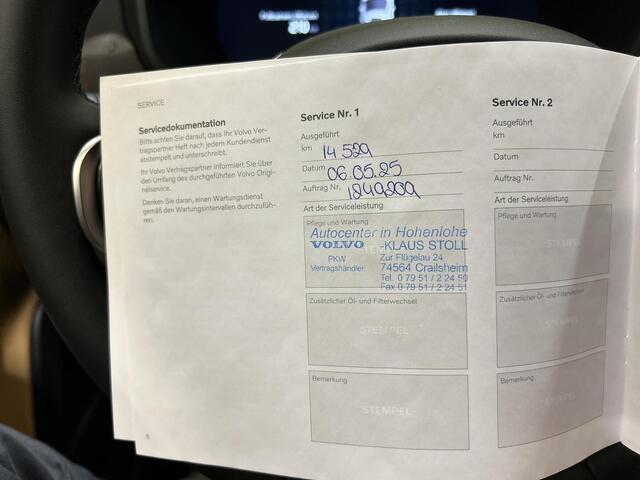 SERVICE
Servicedokumentation
Bitte achten Sie darauf, dass Ihr Volvo Ver-
tragspartner Heft nach jedem Kundendienst
abstempelt und unterschreibt.
Ihr Volvo Vertragspartner informiert Sie über
den Umfang des durchgeführten Volvo Origi-
nalservice.
Denken Sie daran, einen Wartungsdienst
gemäß den Wartungsintervallen durchzufüh-
ren.
Service Nr. 1
Ausgeführt
km 14 529
Datum 06.05.25
Auftrag Nr. 1249209
Art der Serviceleistung
Pflege und Wartung
Autocenter in Hohenlohe
VOLVO -KLAUS STOLL
PKW Zur Flügelau 24
Vertragshändler 74564 Crailsheim
Tel. 0 79 51 / 2 24 50
Fax 0 79 51 / 2 24 51
Zusätzlicher Öl- und Filterwechsel
STEMPEL
Bemerkung
STEMPEL
Service Nr. 2
Ausgeführt
km
Datum
Auftrag Nr.
Art der Serviceleistung
Pflege und Wartung
STEMPEL
Zusätzlicher Öl- und Filterwechsel
STEMPEL
Bemerkung
STEMPEL